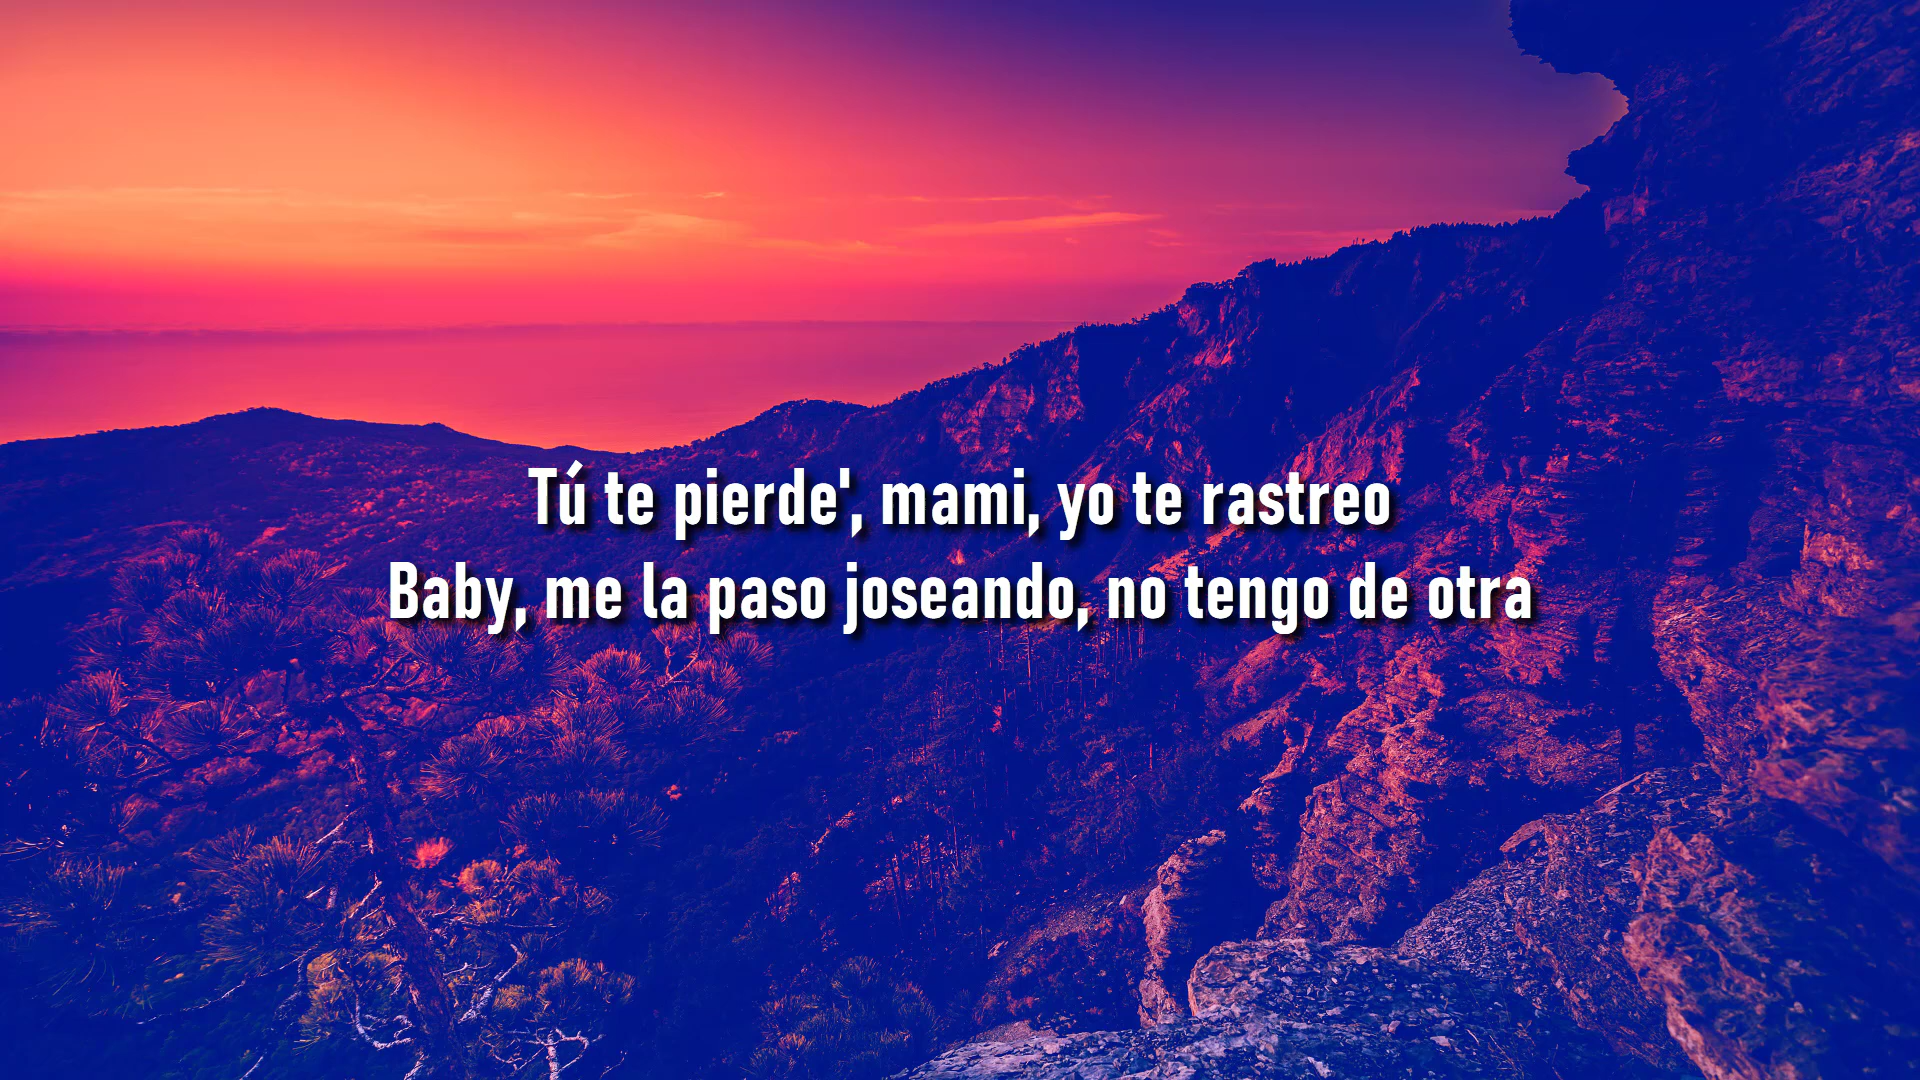 Tú te pierde', mami, yo te rastreo
Baby, me la paso joseando, no tengo de otra